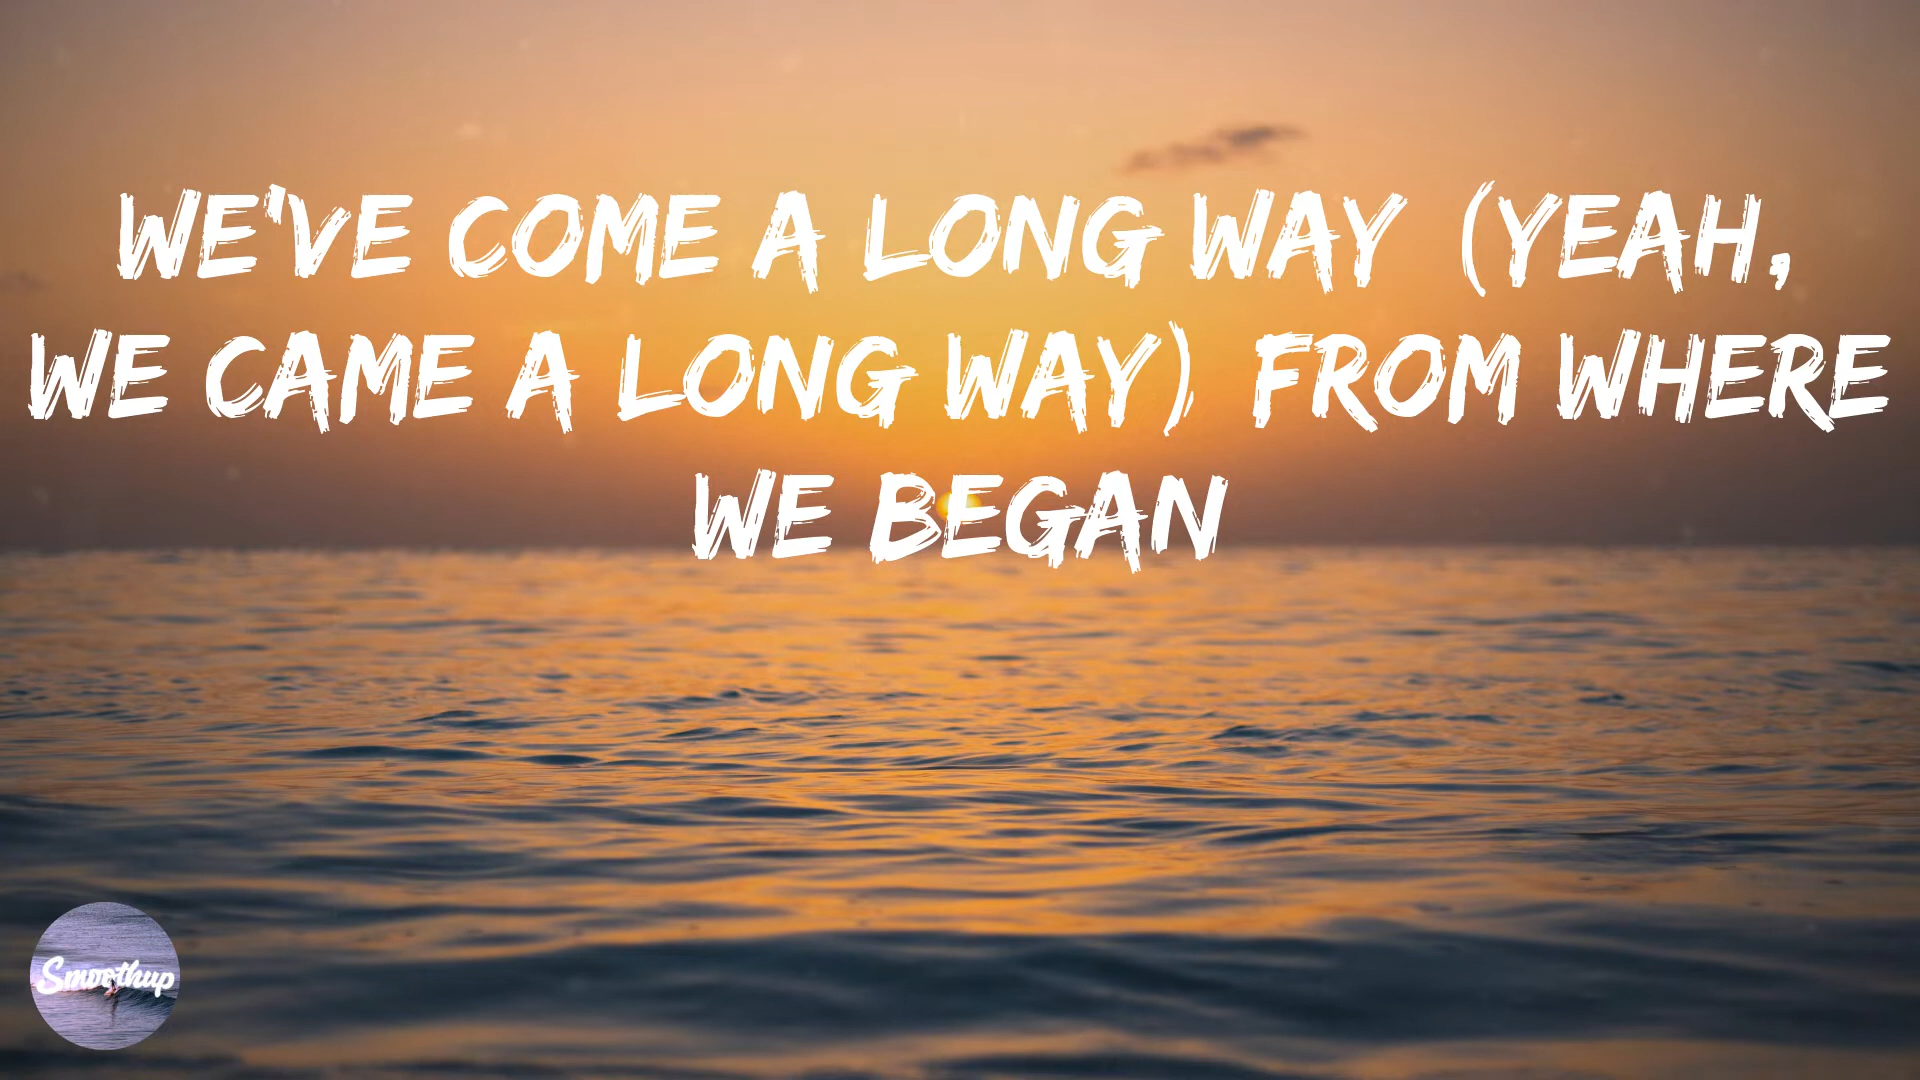 WE'VE COME A LONG WAY (YEAH,
WE CAME A LONG WAY) FROM WHERE
WE BEGAN
Smoothup